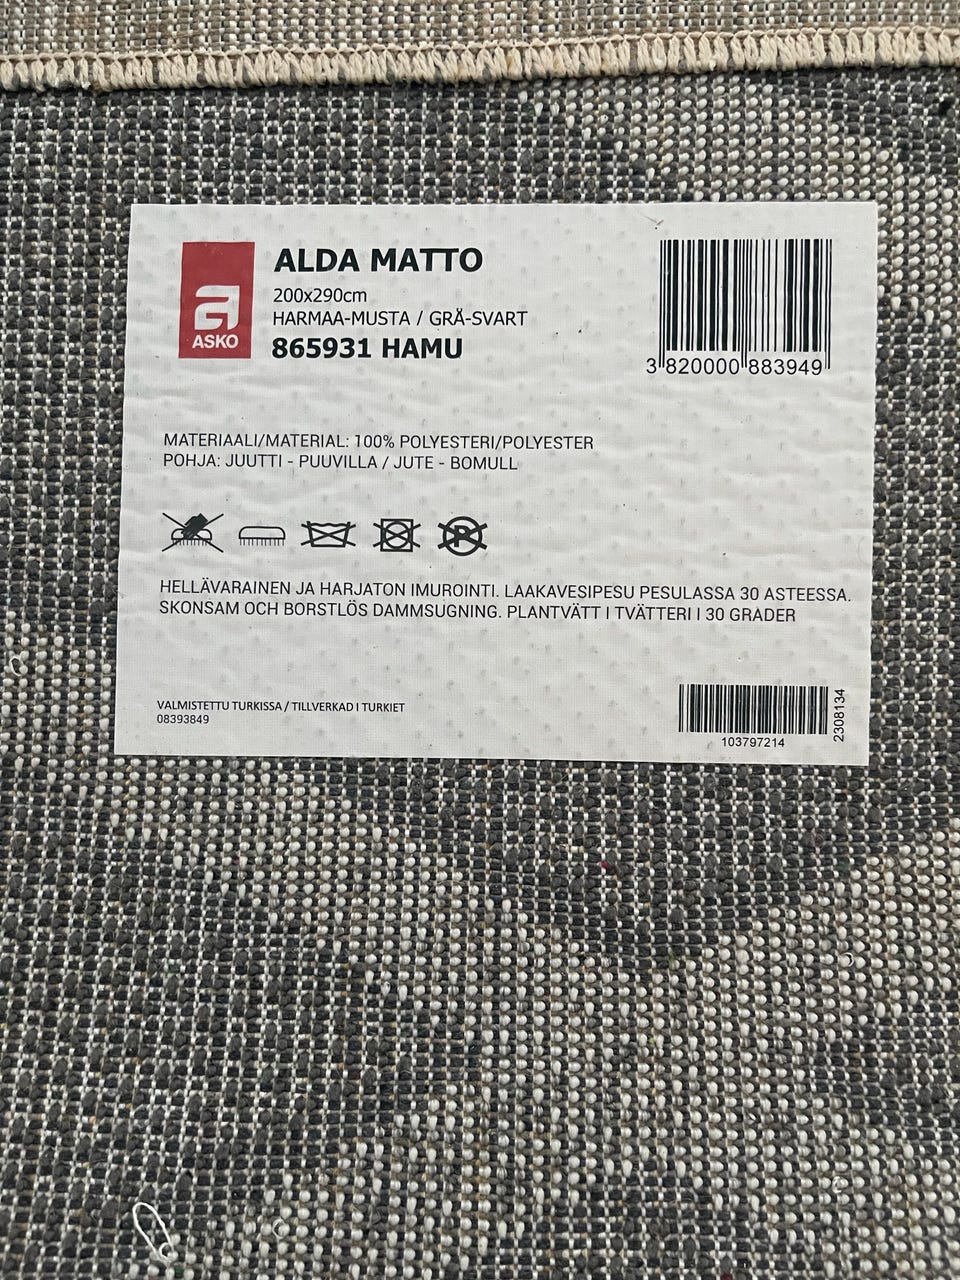 ASKO
ALDA MATTO
200x290cm
HARMAA-MUSTA / GRÅ-SVART
865931 HAMU
3 820000 883949
MATERIAALI/MATERIAL: 100% POLYESTERI/POLYESTER
POHJA: JUUTTI - PUUVILLA / JUTE - BOMULL
P
HELLÄVARAINEN JA HARJATON IMUROINTI. LAAKAVESIPESU PESULASSA 30 ASTEESSA.
SKONSAM OCH BORSTLÖS DAMMSUGNING. PLANTVÄTT I TVÄTTERI I 30 GRADER
VALMISTETTU TURKISSA / TILLVERKAD I TURKIET
08393849
103797214
2308134